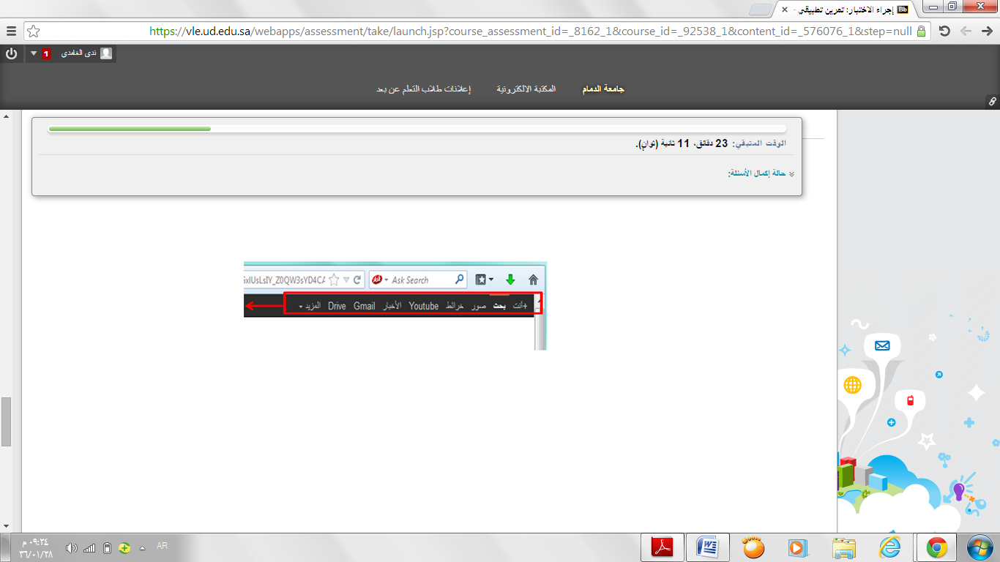 إجراء الاختبار: تمرين تطبيقي -
https://vle.ud.edu.sa/webapps/assessment/take/launch.jsp?course_assessment_id=_8162_1&course_id=_92538_1&content_id=_576076_1&step=null
ندى الغامدي 1
جامعة الدمام المكتبة الالكترونية إعلانات طلاب التعلم عن بعد
الوقت المتبقي: 23 دقائق، 11 ثانية (ثوانٍ).
حالة إكمال الأسئلة:
GxlUsLsIY_Z0QW3sYD4CA Ask Search
+أنت بحث صور خرائط Youtube الأخبار Gmail Drive المزيد
AR
٠٩:٢٤ م
٣٦/٠١/٢٨